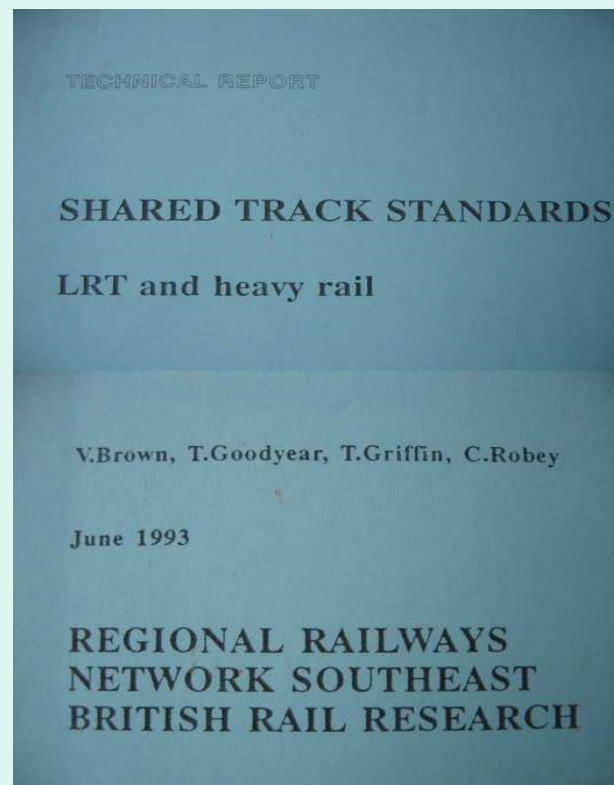 TECHNICAL REPORT
SHARED TRACK STANDARDS
LRT and heavy rail
V.Brown, T.Goodyear, T.Griffin, C.Robey
June 1993
REGIONAL RAILWAYS
NETWORK SOUTHEAST
BRITISH RAIL RESEARCH